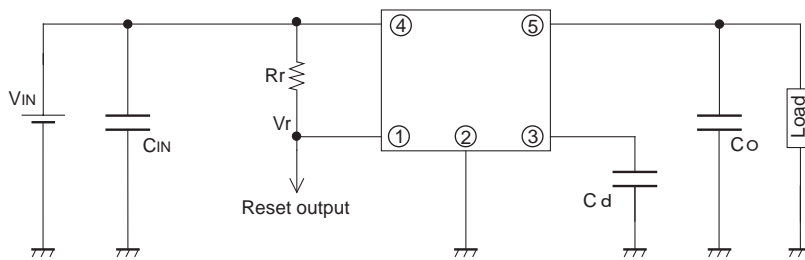 ④ ⑤
Rr
VIN
CIN
Vr
① ② ③
CO
Load
Cd
Reset output